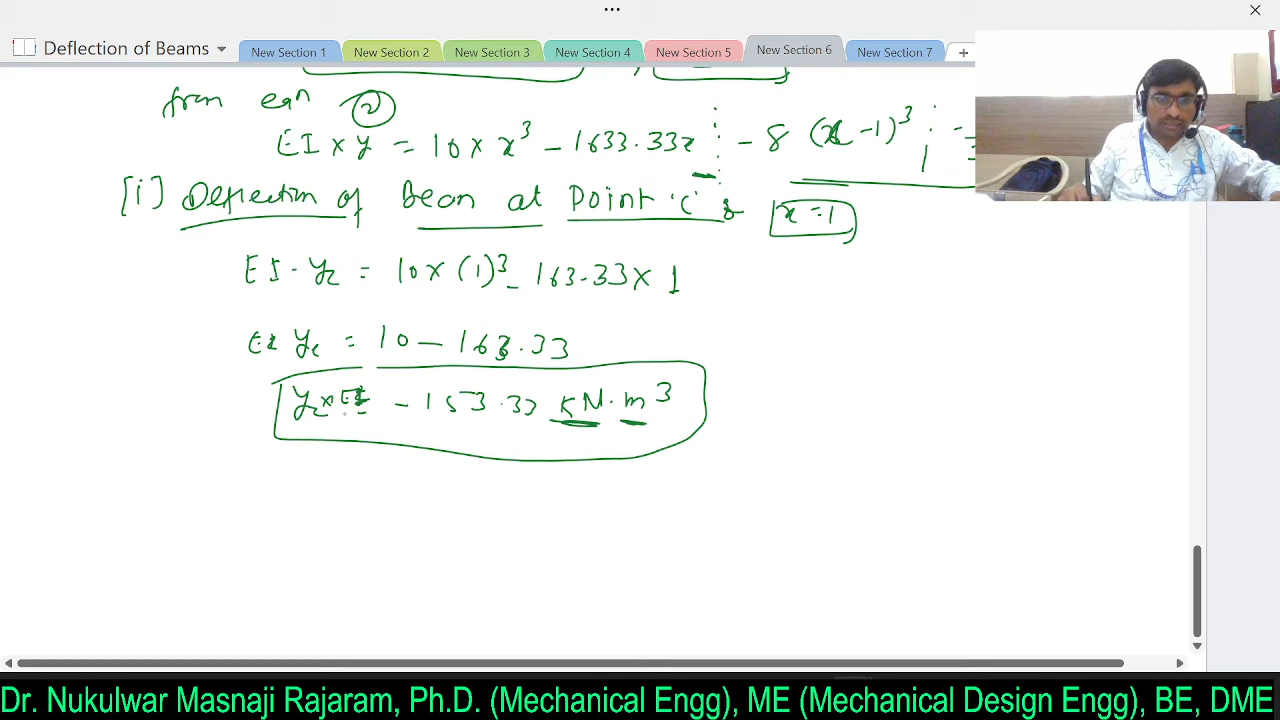 Deflection of Beams New Section 1 New Section 2 New Section 3 New Section 4 New Section 5 New Section 6 New Section 7 +
from eqn (2)
EI x y = 10 x x³ - 1633.33x ⋮ - 8 (x - 1)³ ⋮ -
[i] Deflection of Beam at Point 'c' x = 1
EI · yc = 10 x (1)³ - 163.33 x 1
EI yc = 10 - 163.33
yc x EI = - 153.33 kN.m³
Dr. Nukulwar Masnaji Rajaram, Ph.D. (Mechanical Engg), ME (Mechanical Design Engg), BE, DME